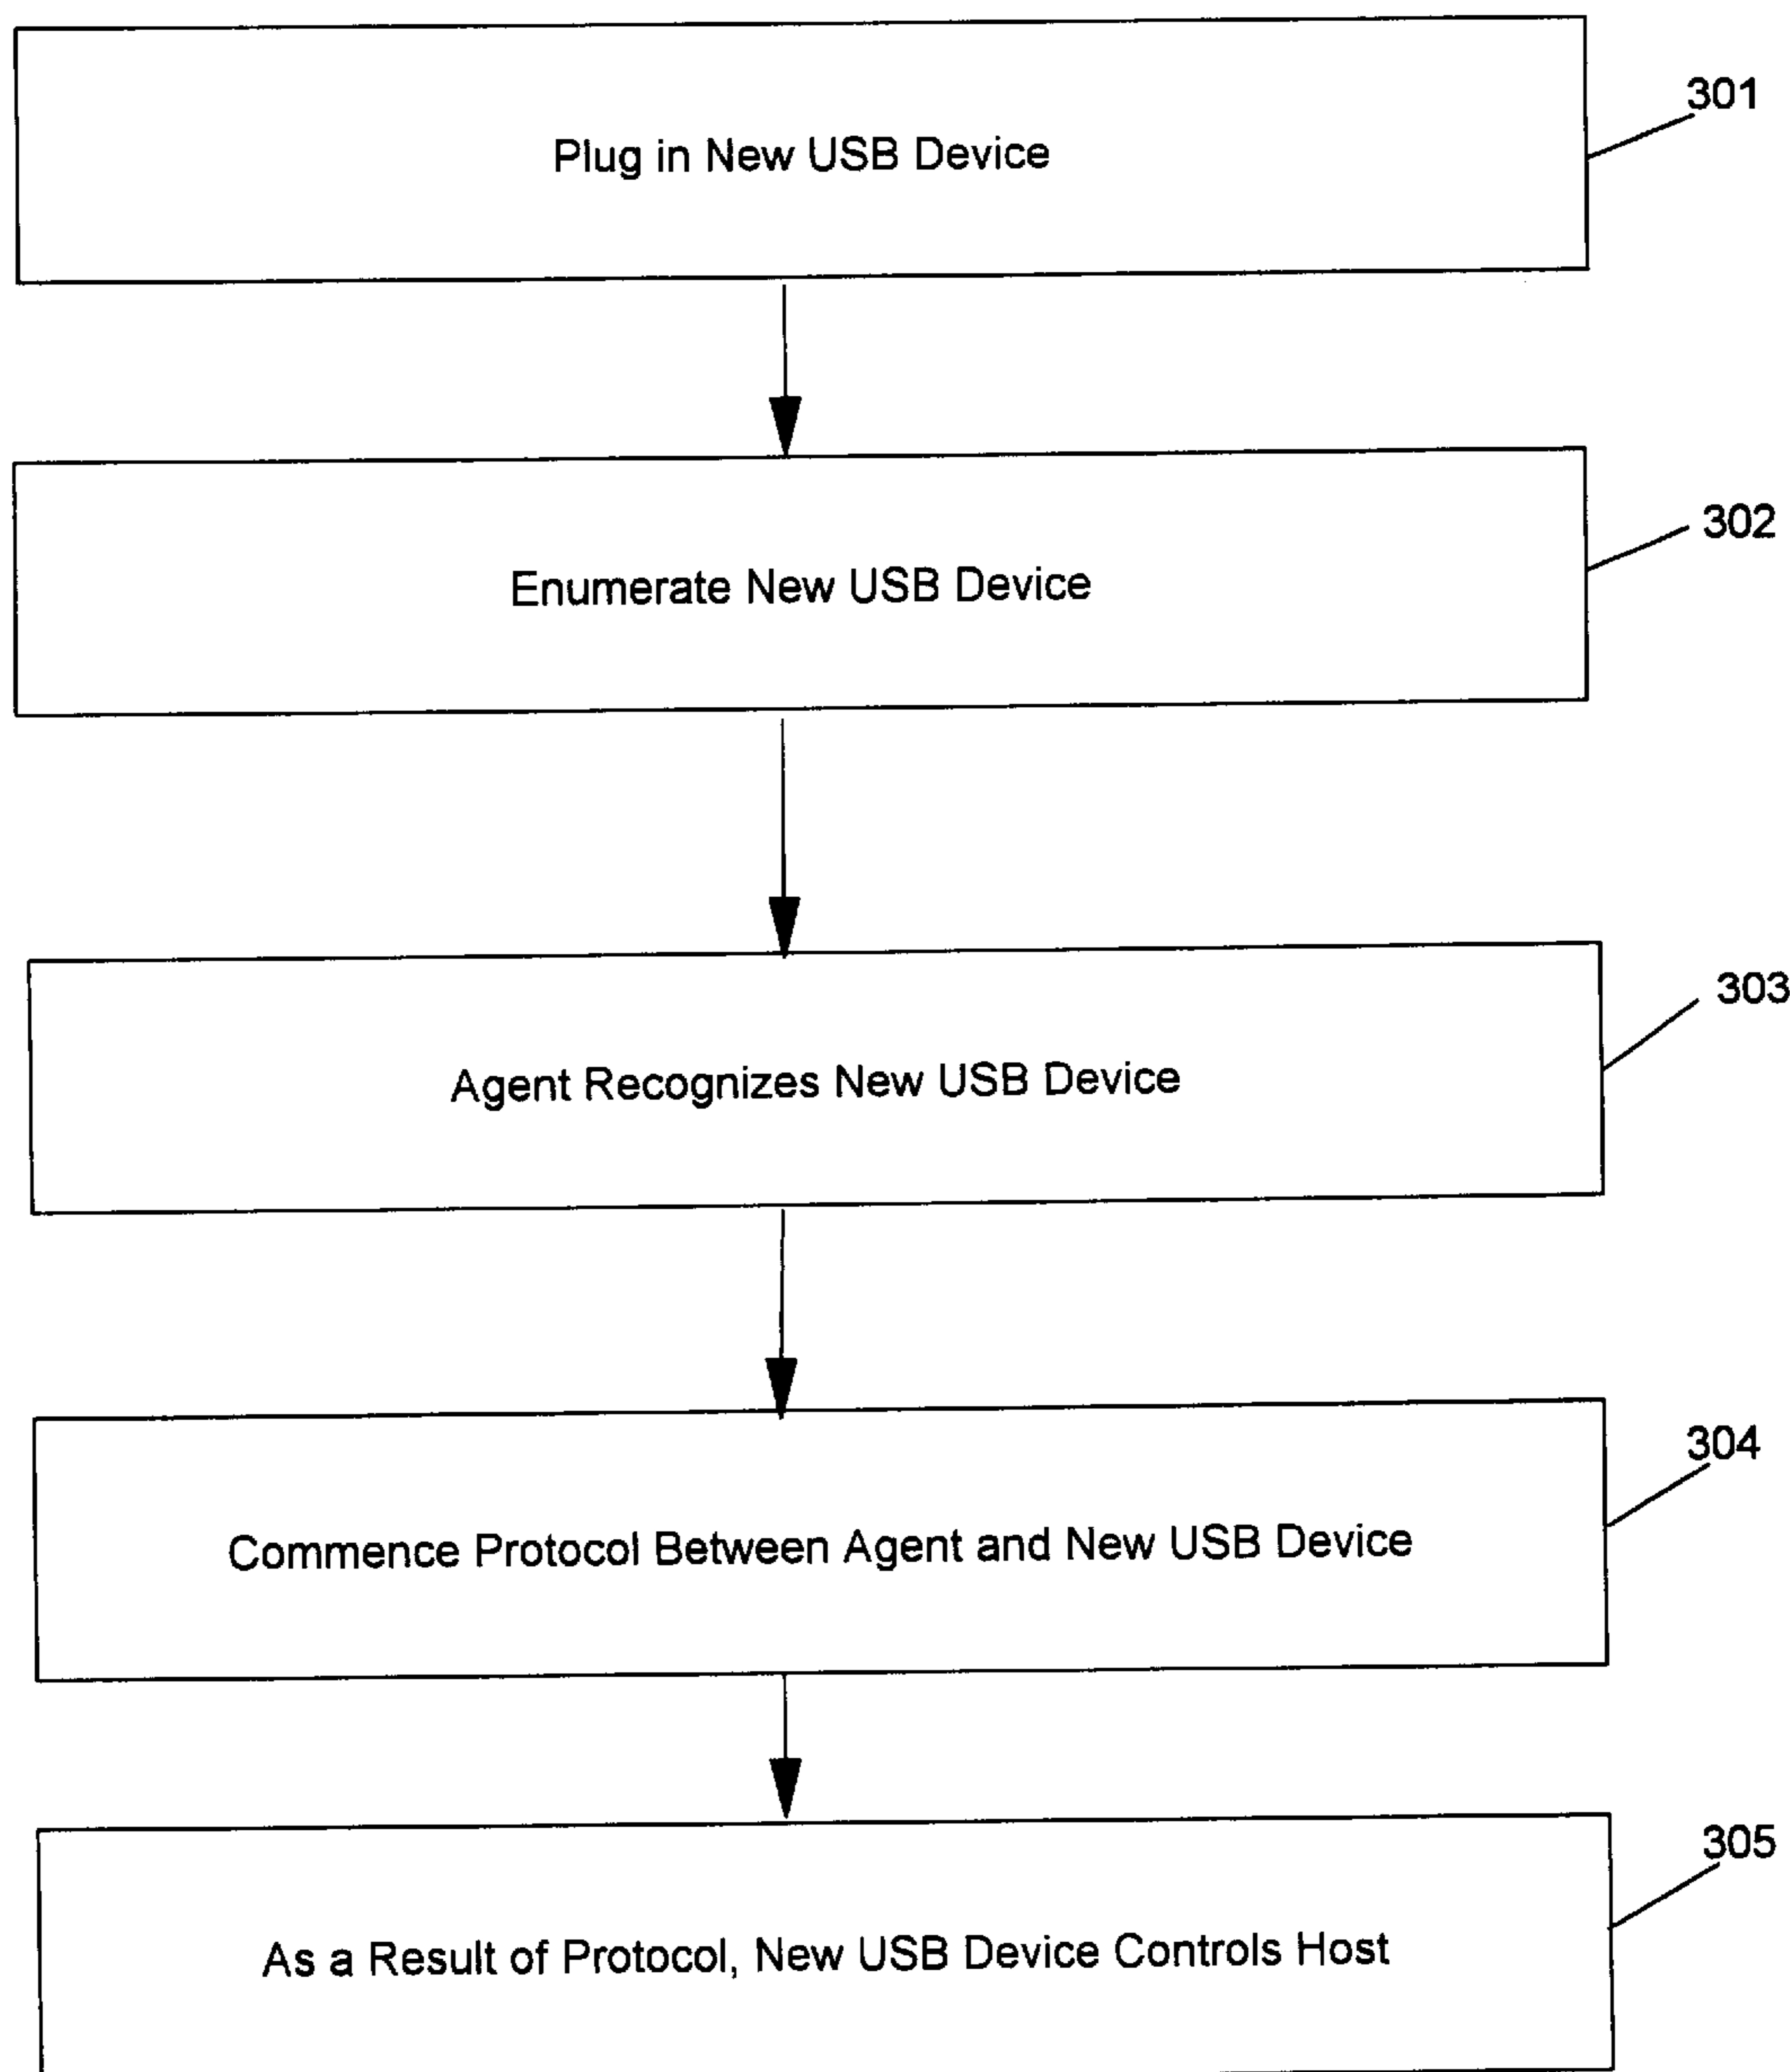 Plug in New USB Device
301
Enumerate New USB Device
302
Agent Recognizes New USB Device
303
Commence Protocol Between Agent and New USB Device
304
As a Result of Protocol, New USB Device Controls Host
305